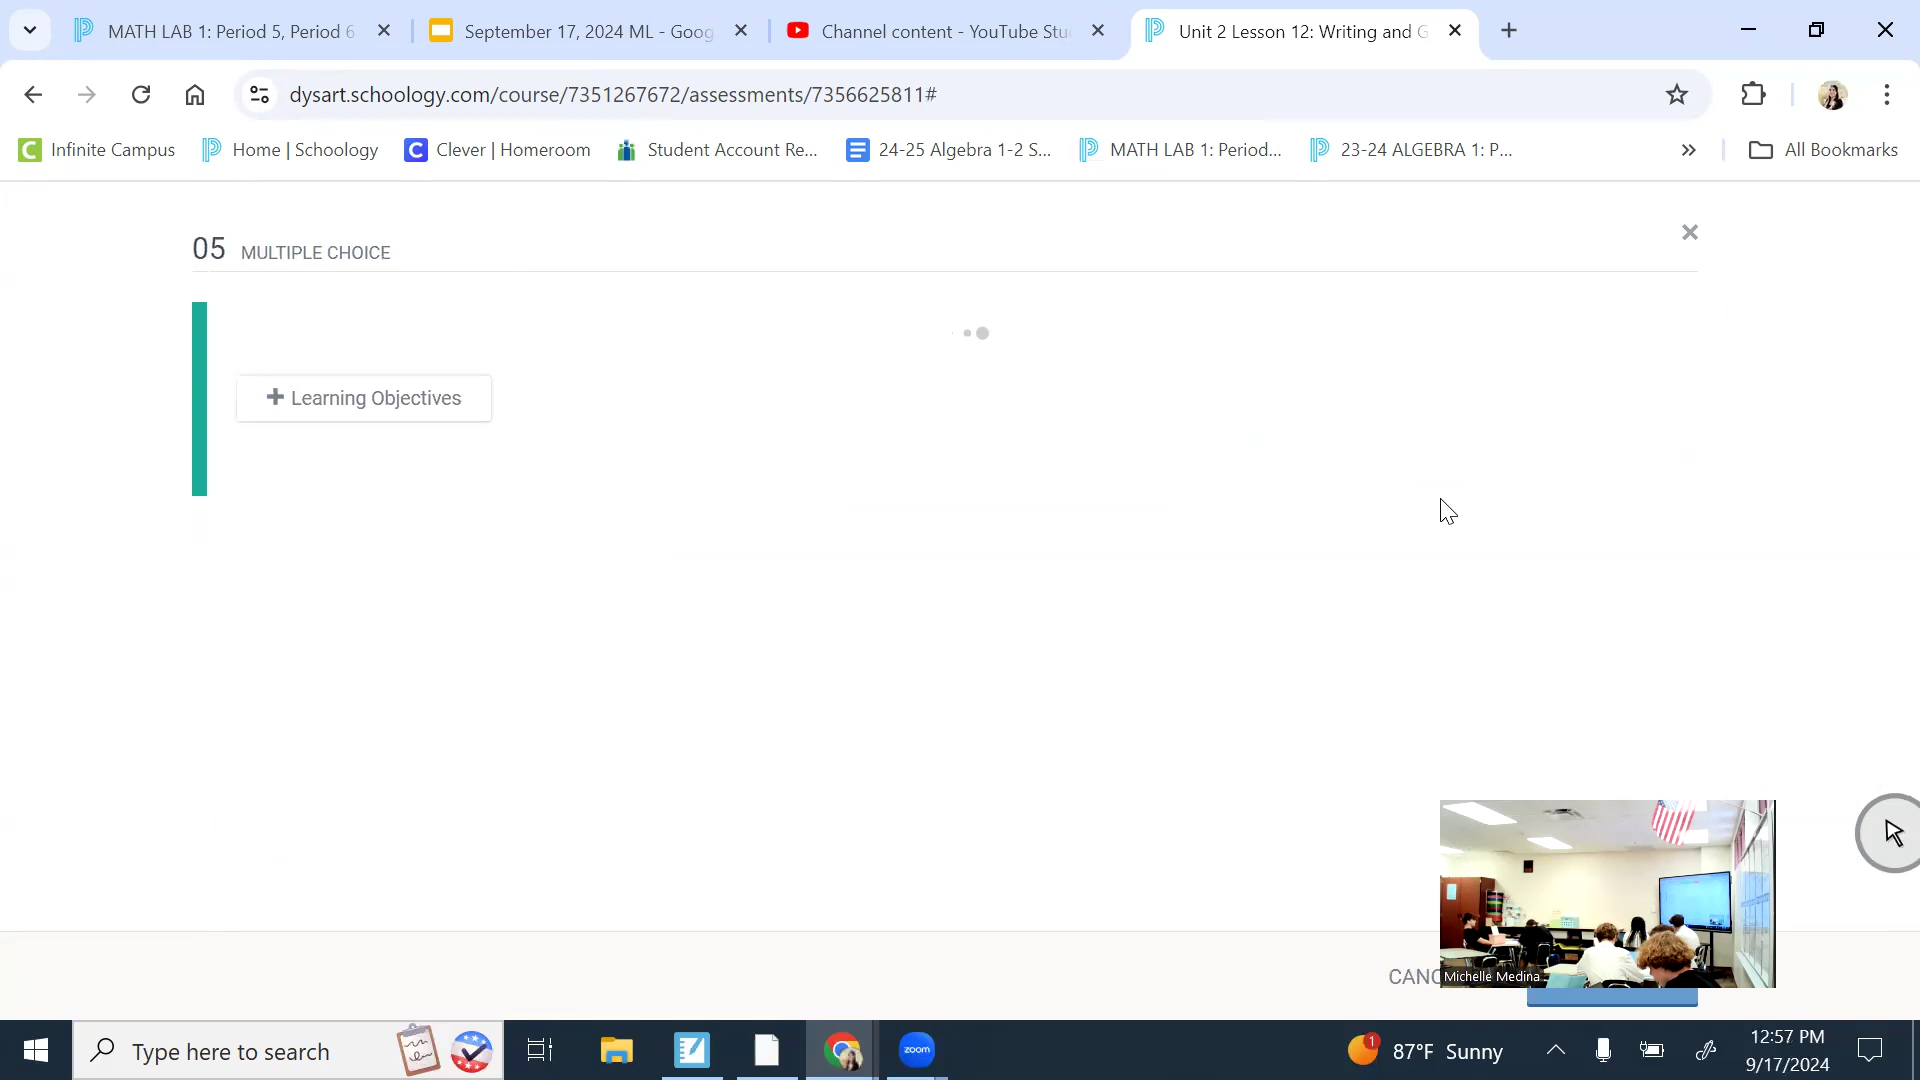 MATH LAB 1: Period 5, Period 6
September 17, 2024 ML - Goog
Channel content - YouTube Stu
Unit 2 Lesson 12: Writing and G
dysart.schoology.com/course/7351267672/assessments/7356625811#
Infinite Campus
Home | Schoology
Clever | Homeroom
Student Account Re...
24-25 Algebra 1-2 S...
MATH LAB 1: Period...
23-24 ALGEBRA 1: P...
All Bookmarks
05 MULTIPLE CHOICE
Learning Objectives
CANC
Michelle Medina
Type here to search
zoom
1
87°F Sunny
12:57 PM
9/17/2024